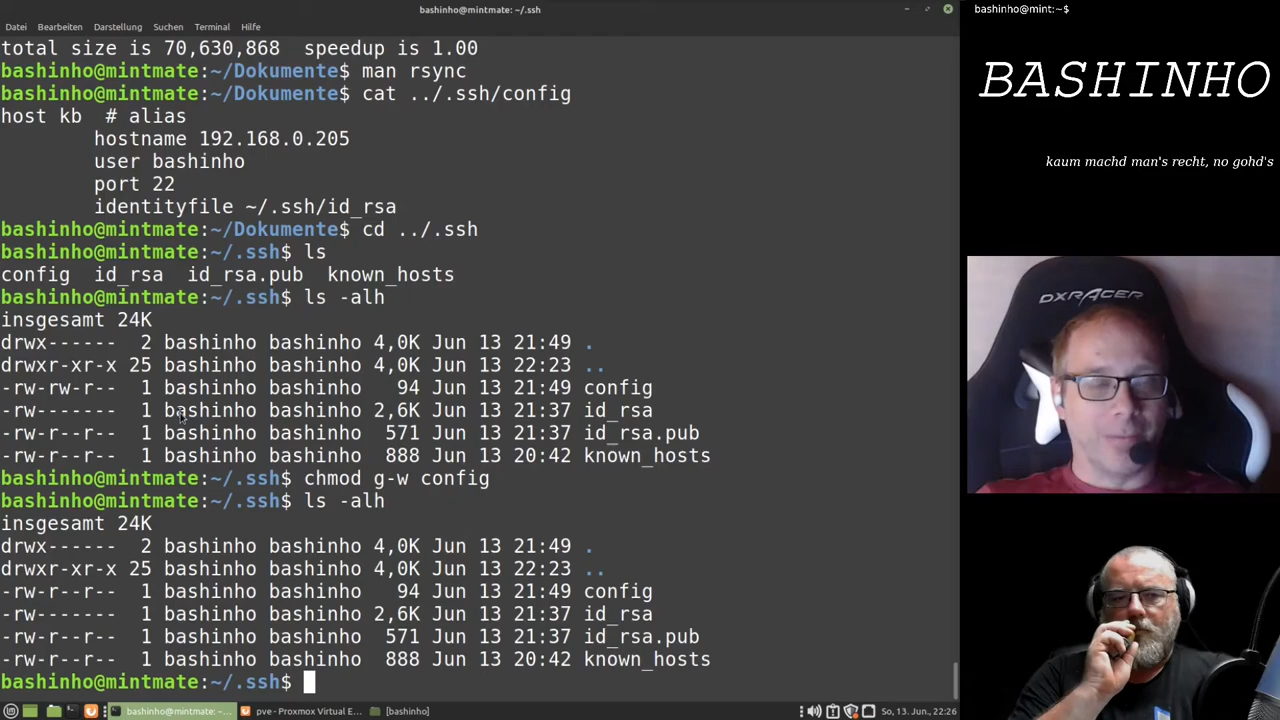 bashinho@mintmate: ~/.ssh
Datei Bearbeiten Darstellung Suchen Terminal Hilfe
total size is 70,630,868  speedup is 1.00
bashinho@mintmate:~/Dokumente$ man rsync
bashinho@mintmate:~/Dokumente$ cat ../.ssh/config
host kb  # alias
        hostname 192.168.0.205
        user bashinho
        port 22
        identityfile ~/.ssh/id_rsa
bashinho@mintmate:~/Dokumente$ cd ../.ssh
bashinho@mintmate:~/.ssh$ ls
config  id_rsa  id_rsa.pub  known_hosts
bashinho@mintmate:~/.ssh$ ls -alh
insgesamt 24K
drwx------  2 bashinho bashinho 4,0K Jun 13 21:49 .
drwxr-xr-x 25 bashinho bashinho 4,0K Jun 13 22:23 ..
-rw-rw-r--  1 bashinho bashinho   94 Jun 13 21:49 config
-rw-------  1 bashinho bashinho 2,6K Jun 13 21:37 id_rsa
-rw-r--r--  1 bashinho bashinho  571 Jun 13 21:37 id_rsa.pub
-rw-r--r--  1 bashinho bashinho  888 Jun 13 20:42 known_hosts
bashinho@mintmate:~/.ssh$ chmod g-w config
bashinho@mintmate:~/.ssh$ ls -alh
insgesamt 24K
drwx------  2 bashinho bashinho 4,0K Jun 13 21:49 .
drwxr-xr-x 25 bashinho bashinho 4,0K Jun 13 22:23 ..
-rw-r--r--  1 bashinho bashinho   94 Jun 13 21:49 config
-rw-------  1 bashinho bashinho 2,6K Jun 13 21:37 id_rsa
-rw-r--r--  1 bashinho bashinho  571 Jun 13 21:37 id_rsa.pub
-rw-r--r--  1 bashinho bashinho  888 Jun 13 20:42 known_hosts
bashinho@mintmate:~/.ssh$
bashinho@mintmate: ~/...
pve - Proxmox Virtual E...
[bashinho]
So, 13. Jun., 22:26
bashinho@mint:~$
BASHINHO
kaum machd man's recht, no gohd's
DXRACER